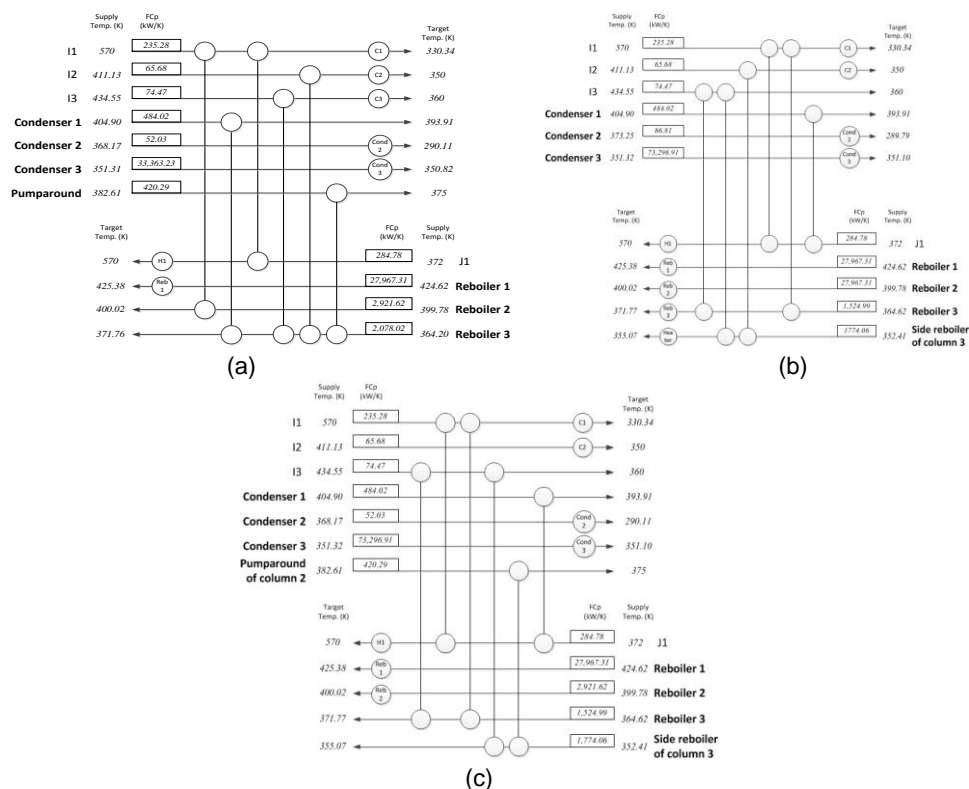 Supply Temp. (K) FCp (kW/K) Target Temp. (K)
I1 570 235.28 C1 330.34
I2 411.13 65.68 C2 350
I3 434.55 74.47 C3 360
Condenser 1 404.90 484.02 393.91
Condenser 2 368.17 52.03 Cond 2 290.11
Condenser 3 351.31 33,363.23 Cond 3 350.82
Pumparound 382.61 420.29 375
Target Temp. (K) FCp (kW/K) Supply Temp. (K)
570 H1 284.78 372 J1
425.38 Reb 1 27,967.31 424.62 Reboiler 1
400.02 2,921.62 399.78 Reboiler 2
371.76 2,078.02 364.20 Reboiler 3
(a)
Supply Temp. (K) FCp (kW/K) Target Temp. (K)
I1 570 235.28 C1 330.34
I2 411.13 65.68 C2 350
I3 434.55 74.47 360
Condenser 1 404.90 484.02 393.91
Condenser 2 373.25 86.81 Cond 2 289.79
Condenser 3 351.32 73,296.91 Cond 3 351.10
Target Temp. (K) FCp (kW/K) Supply Temp. (K)
570 H1 284.78 372 J1
425.38 Reb 1 27,967.31 424.62 Reboiler 1
400.02 Reb 2 27,967.31 399.78 Reboiler 2
371.77 Reb 3 1,524.99 364.62 Reboiler 3
355.07 Hea ter 1774.06 352.41 Side reboiler of column 3
(b)
Supply Temp. (K) FCp (kW/K) Target Temp. (K)
I1 570 235.28 C1 330.34
I2 411.13 65.68 C2 350
I3 434.55 74.47 360
Condenser 1 404.90 484.02 393.91
Condenser 2 368.17 52.03 Cond 2 290.11
Condenser 3 351.32 73,296.91 Cond 3 351.10
Pumparound of column 2 382.61 420.29 375
Target Temp. (K) FCp (kW/K) Supply Temp. (K)
570 H1 284.78 372 J1
425.38 Reb 1 27,967.31 424.62 Reboiler 1
400.02 Reb 2 2,921.62 399.78 Reboiler 2
371.77 1,524.99 364.62 Reboiler 3
355.07 1,774.06 352.41 Side reboiler of column 3
(c)